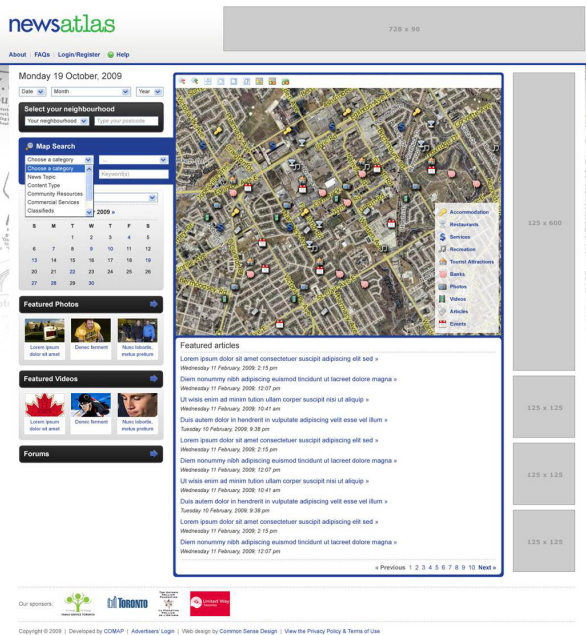 newsatlas
728 x 90
About | FAQs | Login/Register | Help
Monday 19 October, 2009
Date Month Year
Select your neighbourhood
Your neighbourhood Type your postcode
Map Search
Choose a category ...
Choose a category Keyword(s)
News Topic
Content Type
Community Resources
Commercial Services
Classifieds
2009 »
S M T W T F S
1 2 3 4 5
6 7 8 9 10 11 12
13 14 15 16 17 18 19
20 21 22 23 24 25 26
27 28 29 30
Featured Photos
Lorem ipsum dolor sit amet
Donec ferment
Nunc lobortis, metus pretium
Featured Videos
Lorem ipsum dolor sit amet
Donec ferment
Nunc lobortis, metus pretium
Forums
Accommodation
Restaurants
Services
Recreation
Tourist Attractions
Banks
Photos
Videos
Articles
Events
Featured articles
Lorem ipsum dolor sit amet consectetuer suscipit adipiscing elit sed »
Wednesday 11 February, 2009; 2:15 pm
Diem nonummy nibh adipiscing euismod tincidunt ut lacreet dolore magna »
Wednesday 11 February, 2009; 12:07 pm
Ut wisis enim ad minim tution ullam corper suscipit nisi ut aliquip »
Wednesday 11 February, 2009; 10:41 am
Duis autem dolor in hendrerit in vulputate adipiscing velit esse vel illum »
Tuesday 10 February, 2009; 9:38 pm
Lorem ipsum dolor sit amet consectetuer suscipit adipiscing elit sed »
Wednesday 11 February, 2009; 2:15 pm
Diem nonummy nibh adipiscing euismod tincidunt ut lacreet dolore magna »
Wednesday 11 February, 2009; 12:07 pm
Ut wisis enim ad minim tution ullam corper suscipit nisi ut aliquip »
Wednesday 11 February, 2009; 10:41 am
Duis autem dolor in hendrerit in vulputate adipiscing velit esse vel illum »
Tuesday 10 February, 2009; 9:38 pm
Lorem ipsum dolor sit amet consectetuer suscipit adipiscing elit sed »
Wednesday 11 February, 2009; 2:15 pm
Diem nonummy nibh adipiscing euismod tincidunt ut lacreet dolore magna »
Wednesday 11 February, 2009; 12:07 pm
« Previous 1 2 3 4 5 6 7 8 9 10 Next »
125 x 600
125 x 125
125 x 125
125 x 125
Our sponsors:
FAMILY SERVICE TORONTO
TORONTO
United Way
Toronto
Copyright © 2009 | Developed by COMAP | Advertisers' Login | Web design by Common Sense Design | View the Privacy Policy & Terms of Use